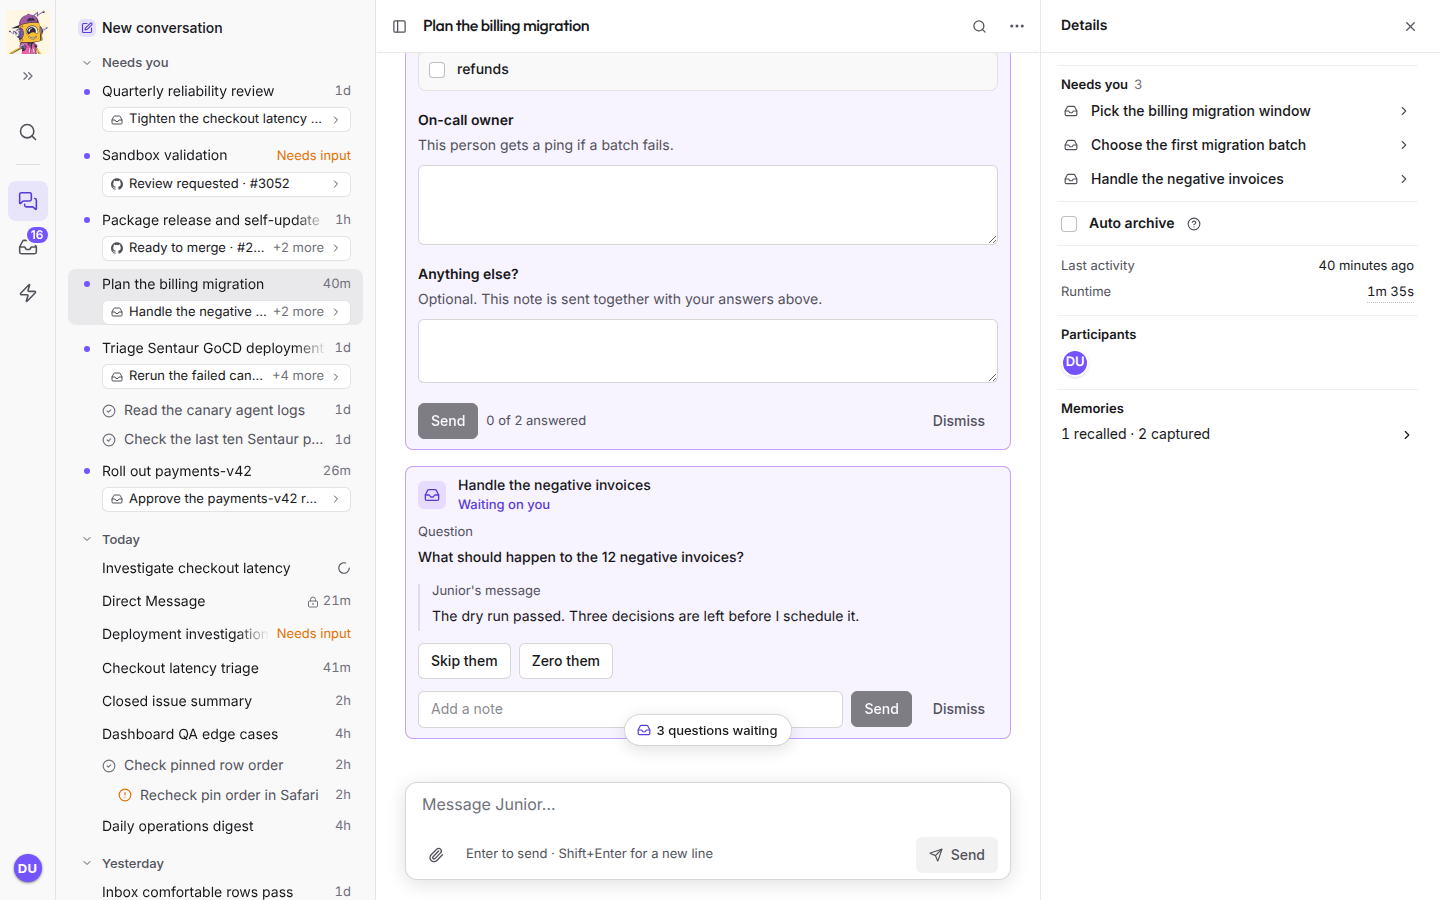 New conversation
Needs you
Quarterly reliability review 1d
Tighten the checkout latency ...
Sandbox validation Needs input
Review requested · #3052
Package release and self-update 1h
Ready to merge · #2... +2 more
Plan the billing migration 40m
Handle the negative ... +2 more
Triage Sentaur GoCD deployment 1d
Rerun the failed can... +4 more
Read the canary agent logs 1d
Check the last ten Sentaur p... 1d
Roll out payments-v42 26m
Approve the payments-v42 r...
Today
Investigate checkout latency
Direct Message 21m
Deployment investigation Needs input
Checkout latency triage 41m
Closed issue summary 2h
Dashboard QA edge cases 4h
Check pinned row order 2h
Recheck pin order in Safari 2h
Daily operations digest 4h
Yesterday
Inbox comfortable rows pass 1d
16
DU
Plan the billing migration
refunds
On-call owner
This person gets a ping if a batch fails.
Anything else?
Optional. This note is sent together with your answers above.
Send 0 of 2 answered Dismiss
Handle the negative invoices
Waiting on you
Question
What should happen to the 12 negative invoices?
Junior's message
The dry run passed. Three decisions are left before I schedule it.
Skip them Zero them
Add a note Send Dismiss
3 questions waiting
Message Junior...
Enter to send · Shift+Enter for a new line Send
Details
Needs you 3
Pick the billing migration window
Choose the first migration batch
Handle the negative invoices
Auto archive
Last activity 40 minutes ago
Runtime 1m 35s
Participants
DU
Memories
1 recalled · 2 captured